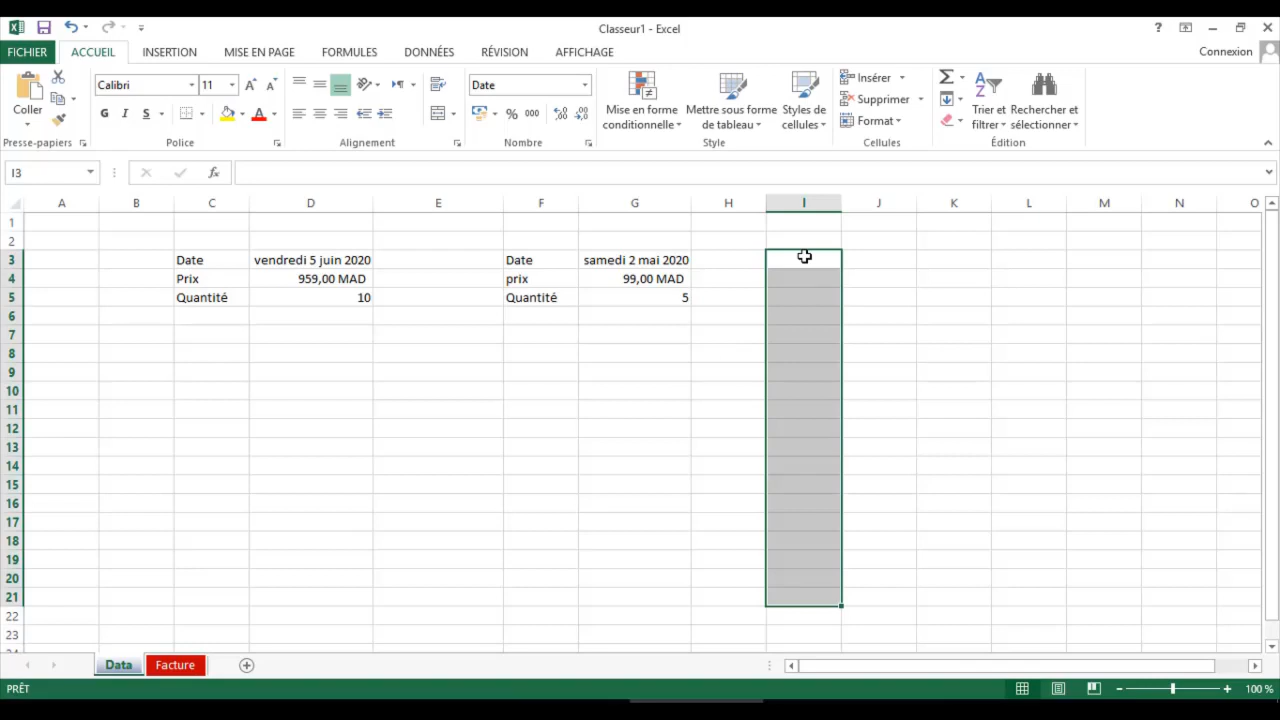 Classeur1 - Excel
?
FICHIER ACCUEIL INSERTION MISE EN PAGE FORMULES DONNÉES RÉVISION AFFICHAGE Connexion
Coller
Presse-papiers
Calibri 11
G I S
Police
Alignement
Date
% 000
Nombre
Mise en forme conditionnelle
Mettre sous forme de tableau
Styles de cellules
Style
Insérer
Supprimer
Format
Cellules
Trier et filtrer
Rechercher et sélectionner
Édition
I3 fx
A B C D E F G H I J K L M N O
1
2
3 Date vendredi 5 juin 2020 Date samedi 2 mai 2020
4 Prix 959,00 MAD prix 99,00 MAD
5 Quantité 10 Quantité 5
6
7
8
9
10
11
12
13
14
15
16
17
18
19
20
21
22
23
Data Facture
PRÊT 100 %